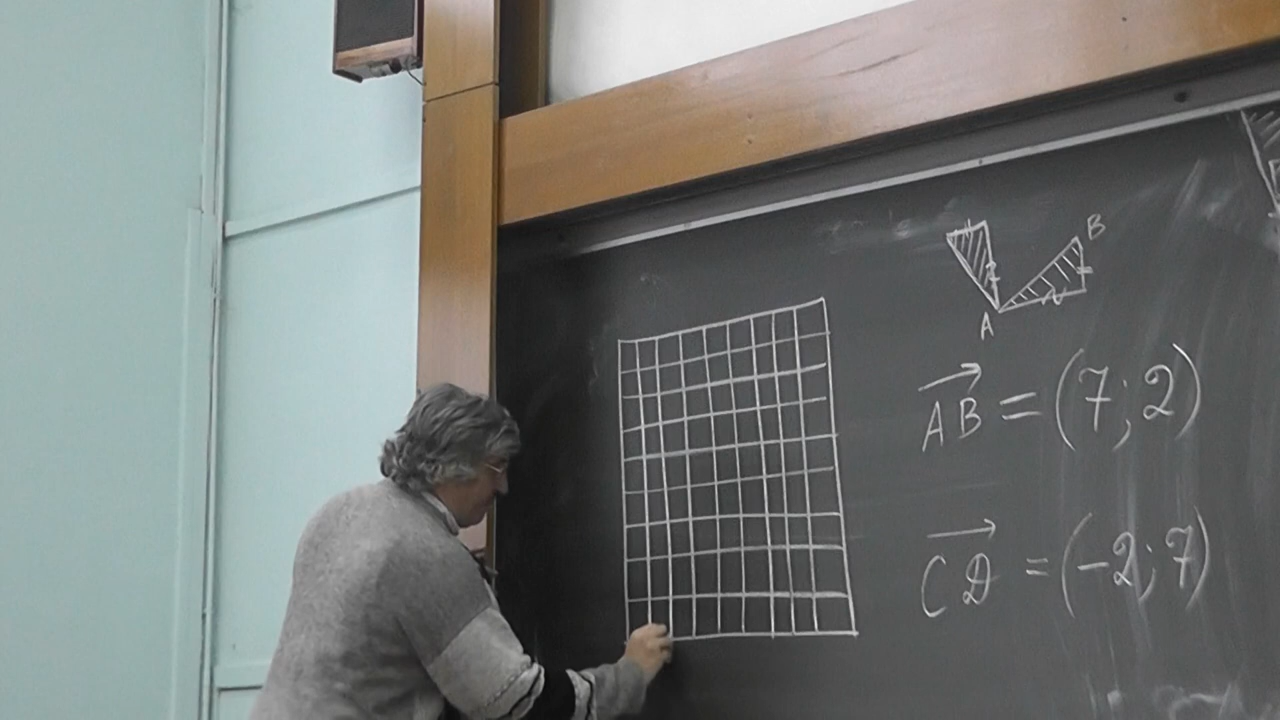 B
A
AB = (7; 2)
CD = (-2; 7)